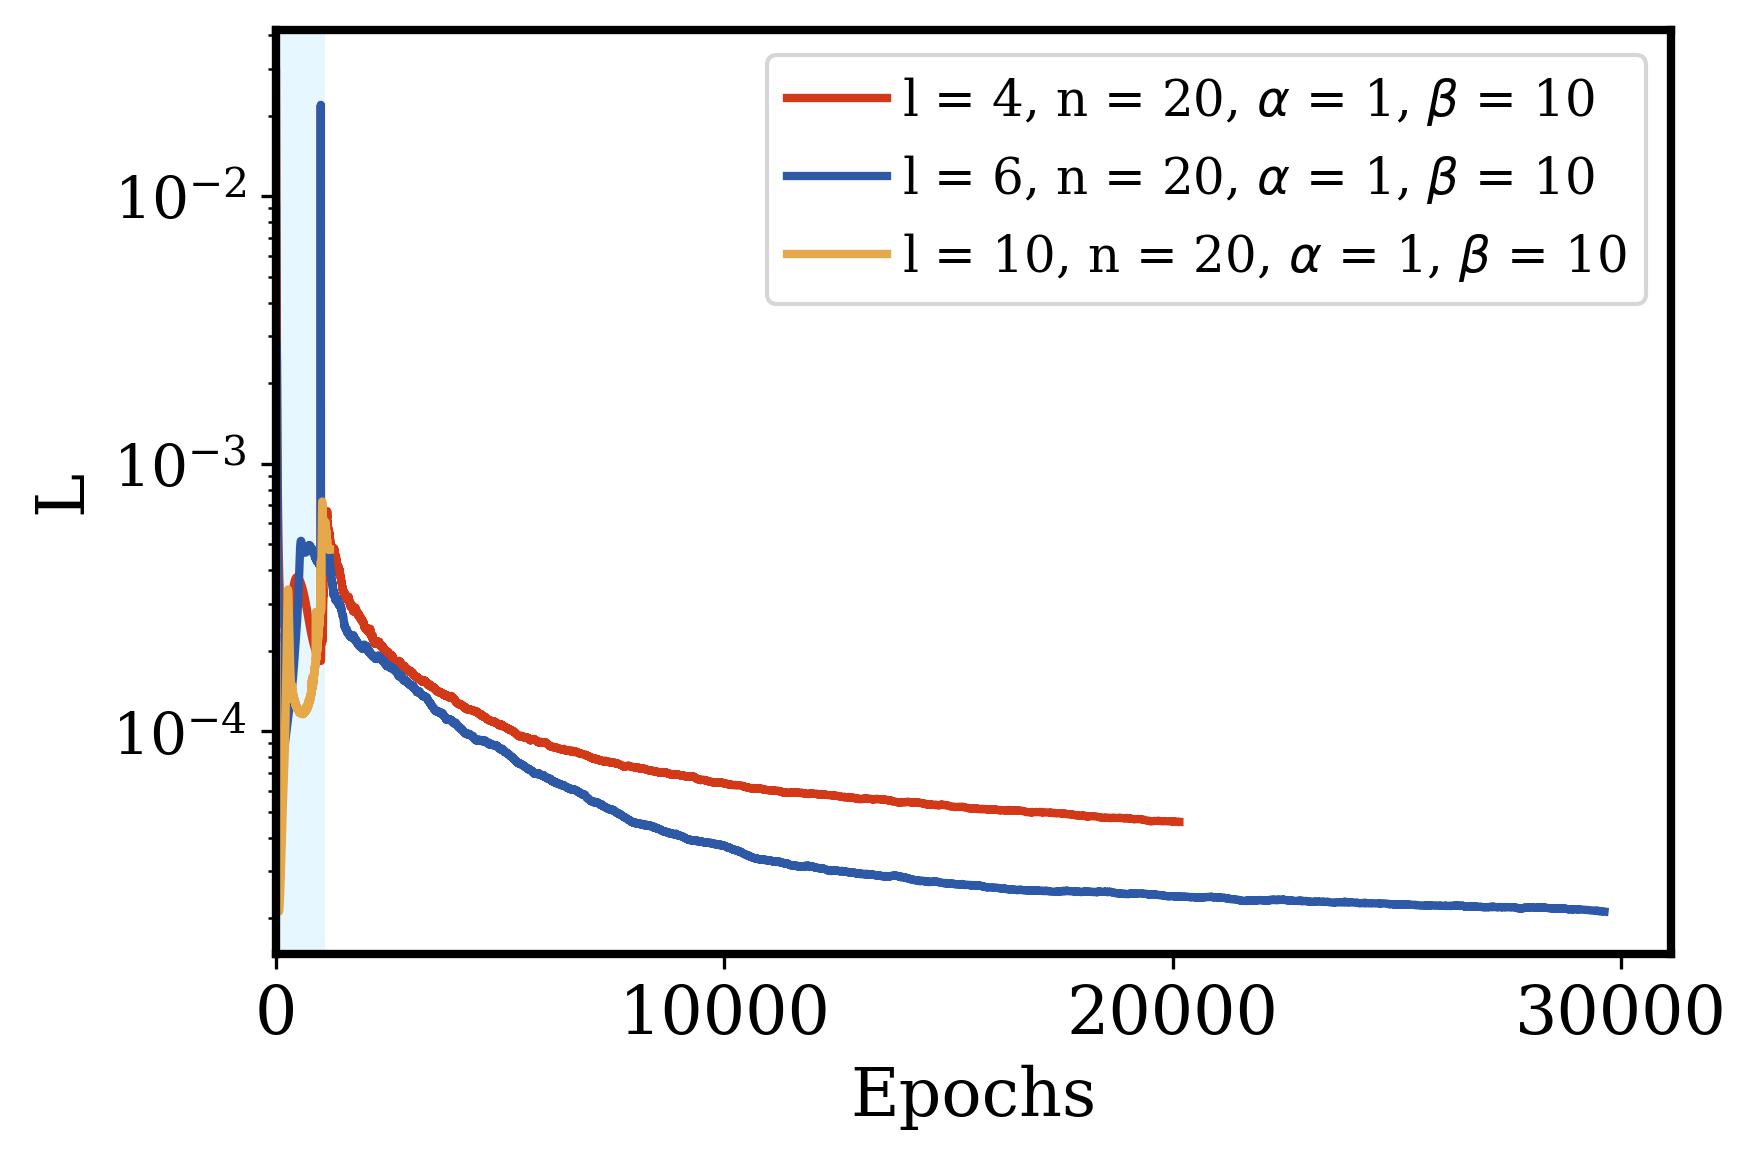 l = 4, n = 20, α = 1, β = 10
l = 6, n = 20, α = 1, β = 10
l = 10, n = 20, α = 1, β = 10
10⁻²
10⁻³
10⁻⁴
L
0 10000 20000 30000
Epochs